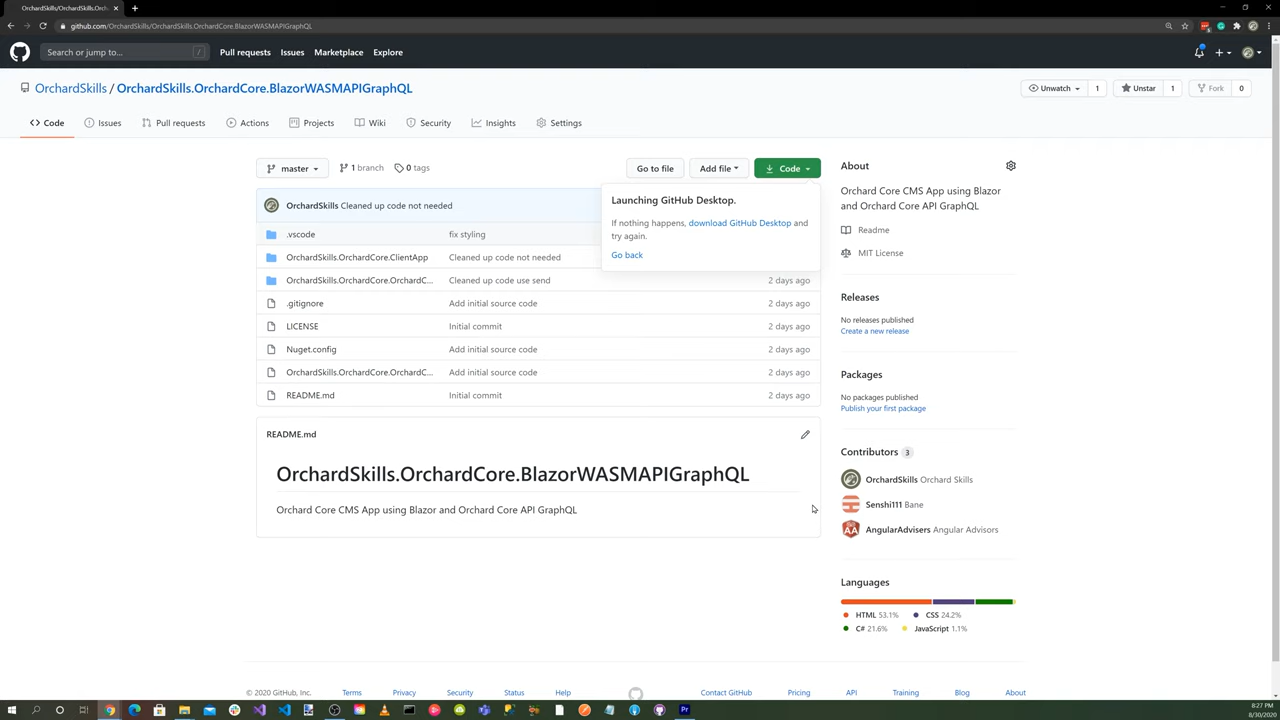 OrchardSkills/OrchardSkills.Orch
github.com/OrchardSkills/OrchardSkills.OrchardCore.BlazorWASMAPIGraphQL
Search or jump to...
/
Pull requests
Issues
Marketplace
Explore
OrchardSkills / OrchardSkills.OrchardCore.BlazorWASMAPIGraphQL
Unwatch
1
Unstar
1
Fork
0
Code
Issues
Pull requests
Actions
Projects
Wiki
Security
Insights
Settings
master
1 branch
0 tags
Go to file
Add file
Code
Launching GitHub Desktop.
If nothing happens, download GitHub Desktop and
try again.
Go back
OrchardSkills Cleaned up code not needed
.vscode
fix styling
OrchardSkills.OrchardCore.ClientApp
Cleaned up code not needed
OrchardSkills.OrchardCore.OrchardC...
Cleaned up code use send
2 days ago
.gitignore
Add initial source code
2 days ago
LICENSE
Initial commit
2 days ago
Nuget.config
Add initial source code
2 days ago
OrchardSkills.OrchardCore.OrchardC...
Add initial source code
2 days ago
README.md
Initial commit
2 days ago
README.md
OrchardSkills.OrchardCore.BlazorWASMAPIGraphQL
Orchard Core CMS App using Blazor and Orchard Core API GraphQL
About
Orchard Core CMS App using Blazor
and Orchard Core API GraphQL
Readme
MIT License
Releases
No releases published
Create a new release
Packages
No packages published
Publish your first package
Contributors 3
OrchardSkills Orchard Skills
Senshi111 Bane
AA
AngularAdvisers Angular Advisors
Languages
HTML 53.1%
CSS 24.2%
C# 21.6%
JavaScript 1.1%
© 2020 GitHub, Inc.
Terms
Privacy
Security
Status
Help
Contact GitHub
Pricing
API
Training
Blog
About
Pr
8:27 PM
8/30/2020